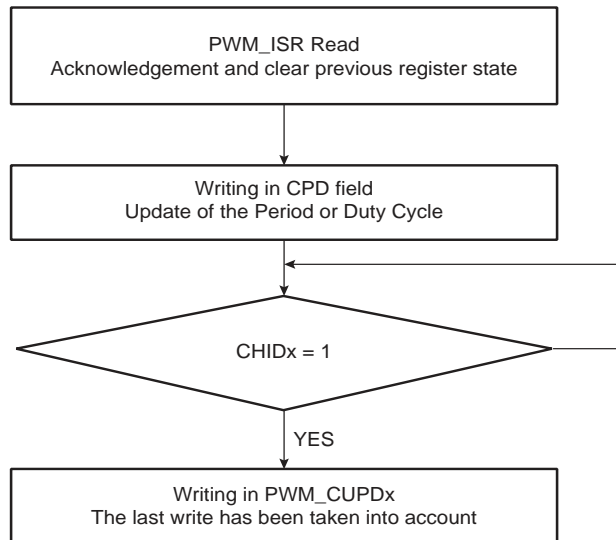 PWM_ISR Read
Acknowledgement and clear previous register state
Writing in CPD field
Update of the Period or Duty Cycle
CHIDx = 1
YES
Writing in PWM_CUPDx
The last write has been taken into account